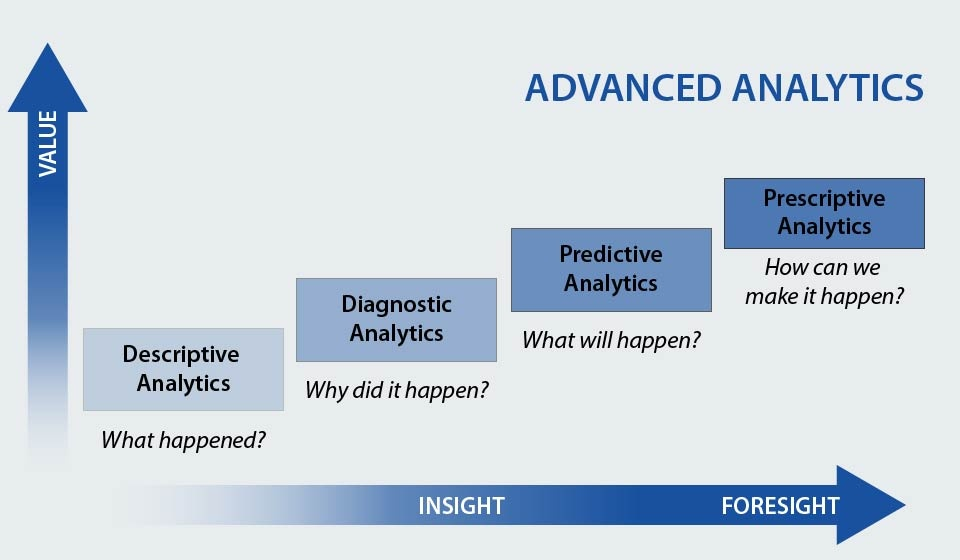 ADVANCED ANALYTICS
VALUE
Prescriptive
Analytics
How can we
make it happen?
Predictive
Analytics
What will happen?
Diagnostic
Analytics
Why did it happen?
Descriptive
Analytics
What happened?
INSIGHT
FORESIGHT